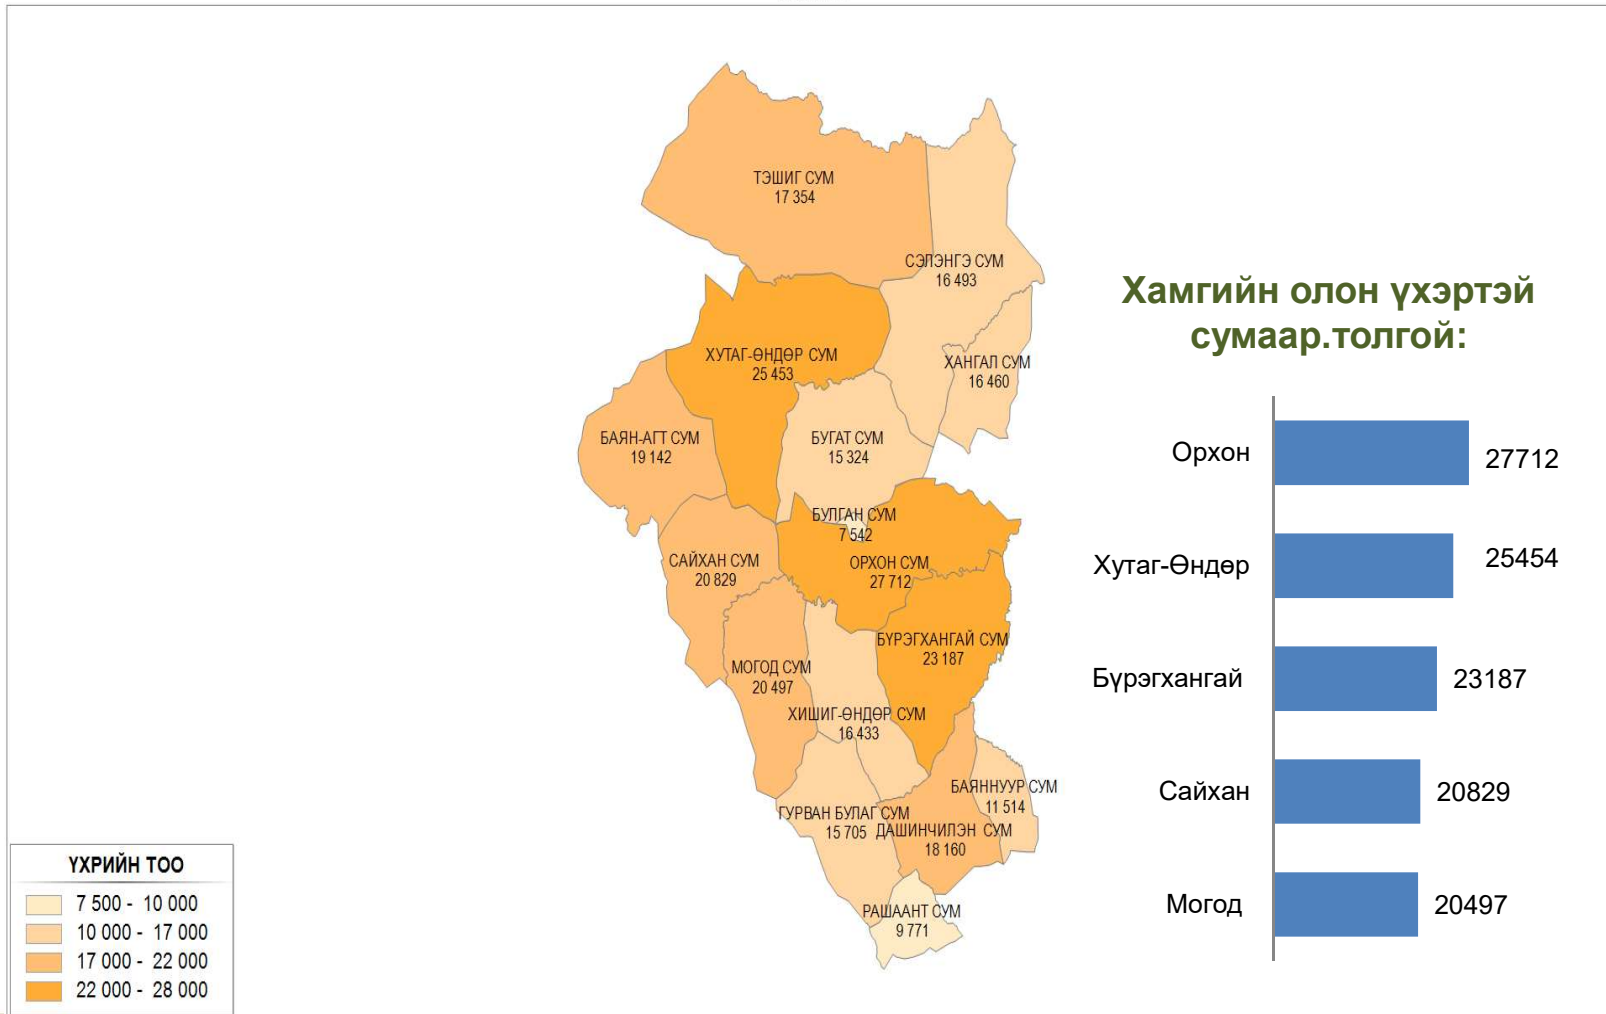 ТЭШИГ СУМ
17 354
СЭЛЭНГЭ СУМ
16 493
ХУТАГ-ӨНДӨР СУМ
25 453
ХАНГАЛ СУМ
16 460
БАЯН-АГТ СУМ
19 142
БУГАТ СУМ
15 324
БУЛГАН СУМ
7 542
САЙХАН СУМ
20 829
ОРХОН СУМ
27 712
БҮРЭГХАНГАЙ СУМ
23 187
МОГОД СУМ
20 497
ХИШИГ-ӨНДӨР СУМ
16 433
БАЯННУУР СУМ
11 514
ГУРВАН БУЛАГ СУМ
15 705
ДАШИНЧИЛЭН СУМ
18 160
РАШААНТ СУМ
9 771
ҮХРИЙН ТОО
7 500 - 10 000
10 000 - 17 000
17 000 - 22 000
22 000 - 28 000
Хамгийн олон үхэртэй
сумаар.толгой:
Орхон 27712
Хутаг-Өндөр 25454
Бүрэгхангай 23187
Сайхан 20829
Могод 20497